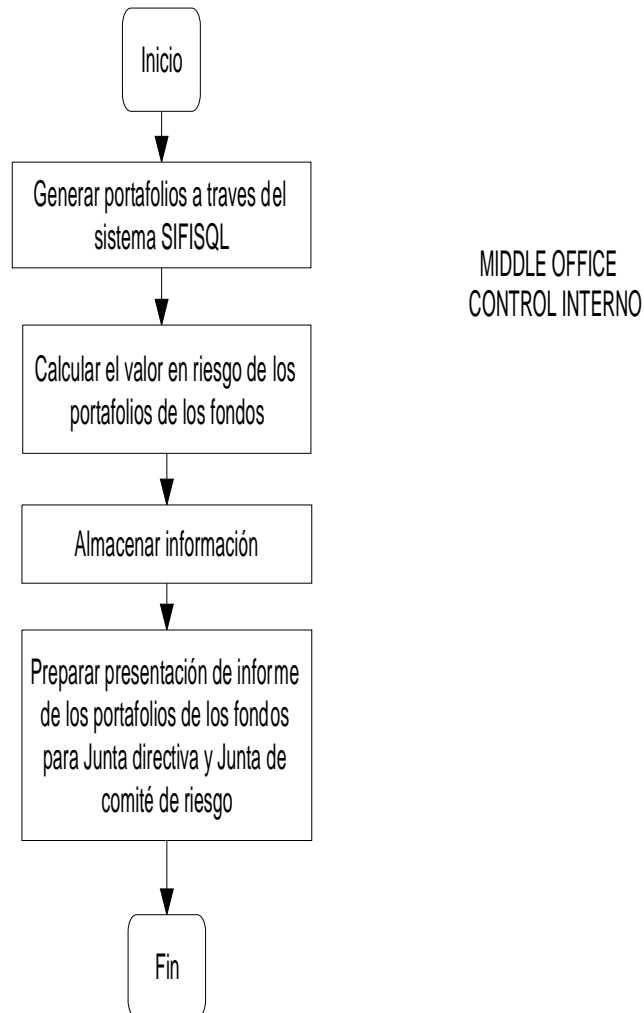 Inicio
Generar portafolios a traves del
sistema SIFISQL
MIDDLE OFFICE
CONTROL INTERNO
Calcular el valor en riesgo de los
portafolios de los fondos
Almacenar información
Preparar presentación de informe
de los portafolios de los fondos
para Junta directiva y Junta de
comité de riesgo
Fin